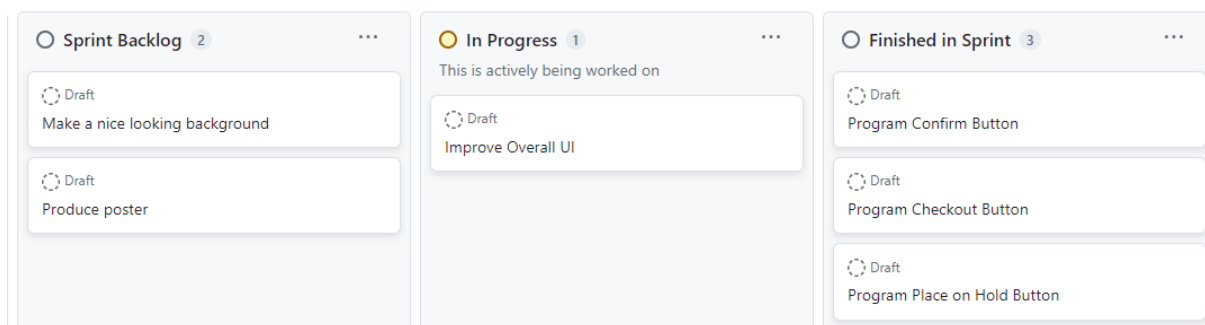 Sprint Backlog 2
Draft
Make a nice looking background
Draft
Produce poster
In Progress 1
This is actively being worked on
Draft
Improve Overall UI
Finished in Sprint 3
Draft
Program Confirm Button
Draft
Program Checkout Button
Draft
Program Place on Hold Button